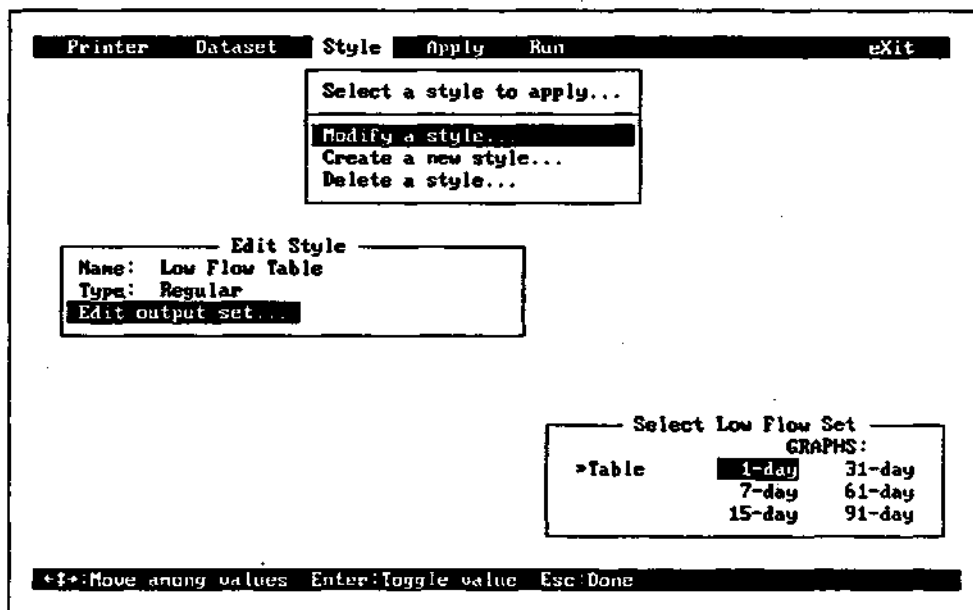 Printer Dataset Style Apply Run eXit
Select a style to apply...
Modify a style...
Create a new style...
Delete a style...
Edit Style
Name: Low Flow Table
Type: Regular
Edit output set...
Select Low Flow Set
GRAPHS:
»Table 1-day 31-day
7-day 61-day
15-day 91-day
←↕→:Move among values Enter:Toggle value Esc:Done